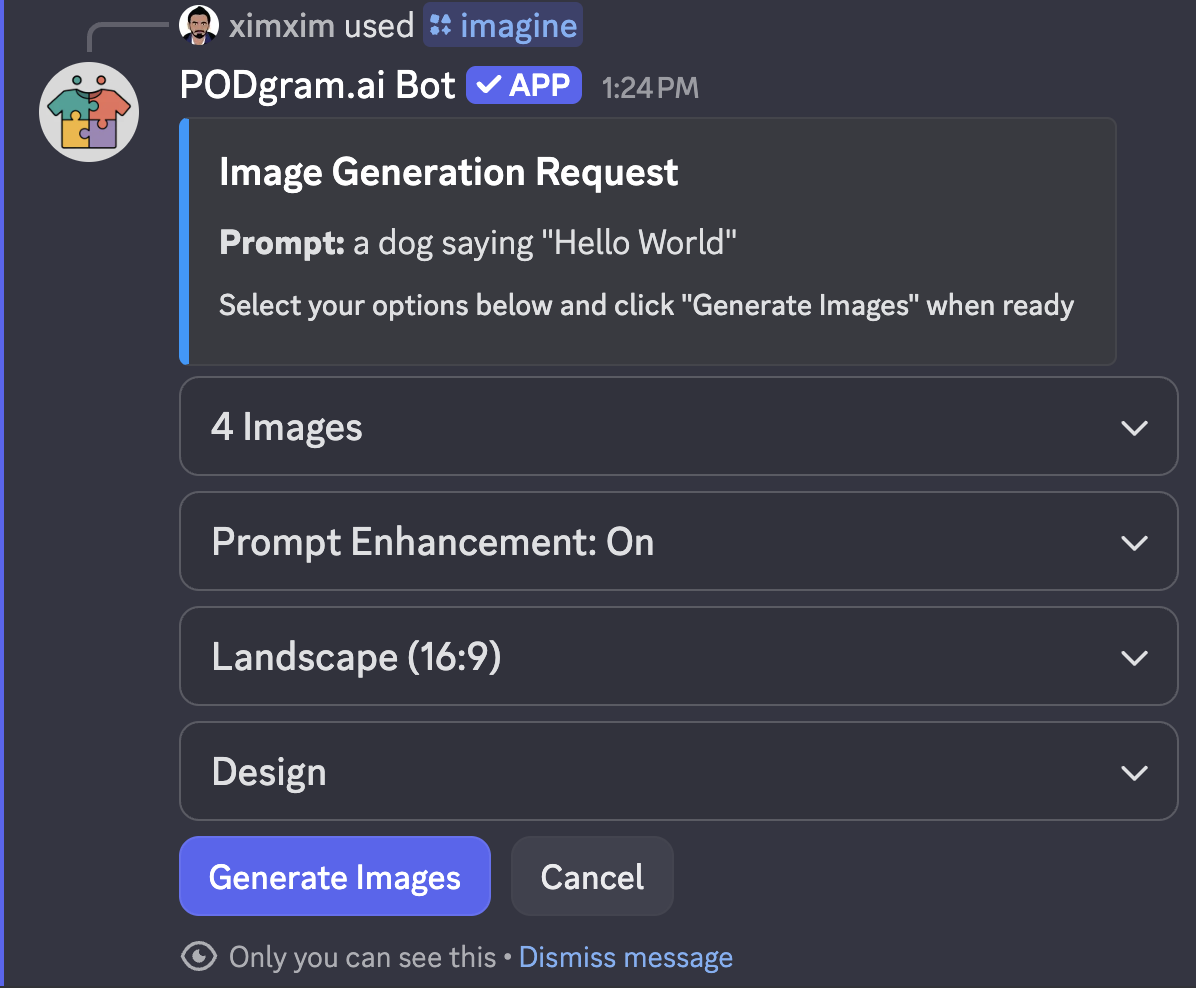 ximxim used imagine
PODgram.ai Bot APP 1:24 PM
Image Generation Request
Prompt: a dog saying "Hello World"
Select your options below and click "Generate Images" when ready
4 Images
Prompt Enhancement: On
Landscape (16:9)
Design
Generate Images Cancel
Only you can see this • Dismiss message